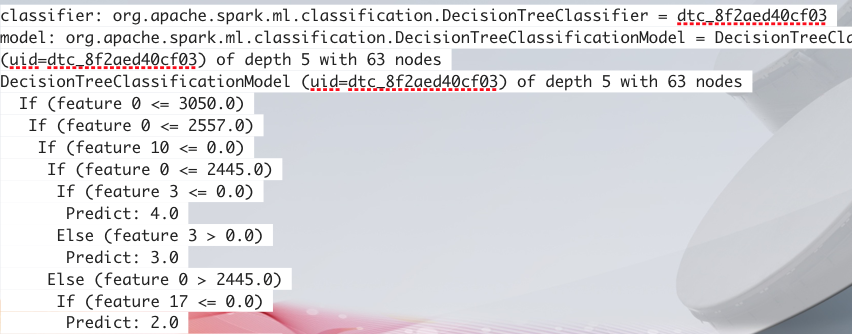 classifier: org.apache.spark.ml.classification.DecisionTreeClassifier = dtc_8f2aed40cf03
model: org.apache.spark.ml.classification.DecisionTreeClassificationModel = DecisionTreeCla
(uid=dtc_8f2aed40cf03) of depth 5 with 63 nodes
DecisionTreeClassificationModel (uid=dtc_8f2aed40cf03) of depth 5 with 63 nodes
If (feature 0 <= 3050.0)
If (feature 0 <= 2557.0)
If (feature 10 <= 0.0)
If (feature 0 <= 2445.0)
If (feature 3 <= 0.0)
Predict: 4.0
Else (feature 3 > 0.0)
Predict: 3.0
Else (feature 0 > 2445.0)
If (feature 17 <= 0.0)
Predict: 2.0